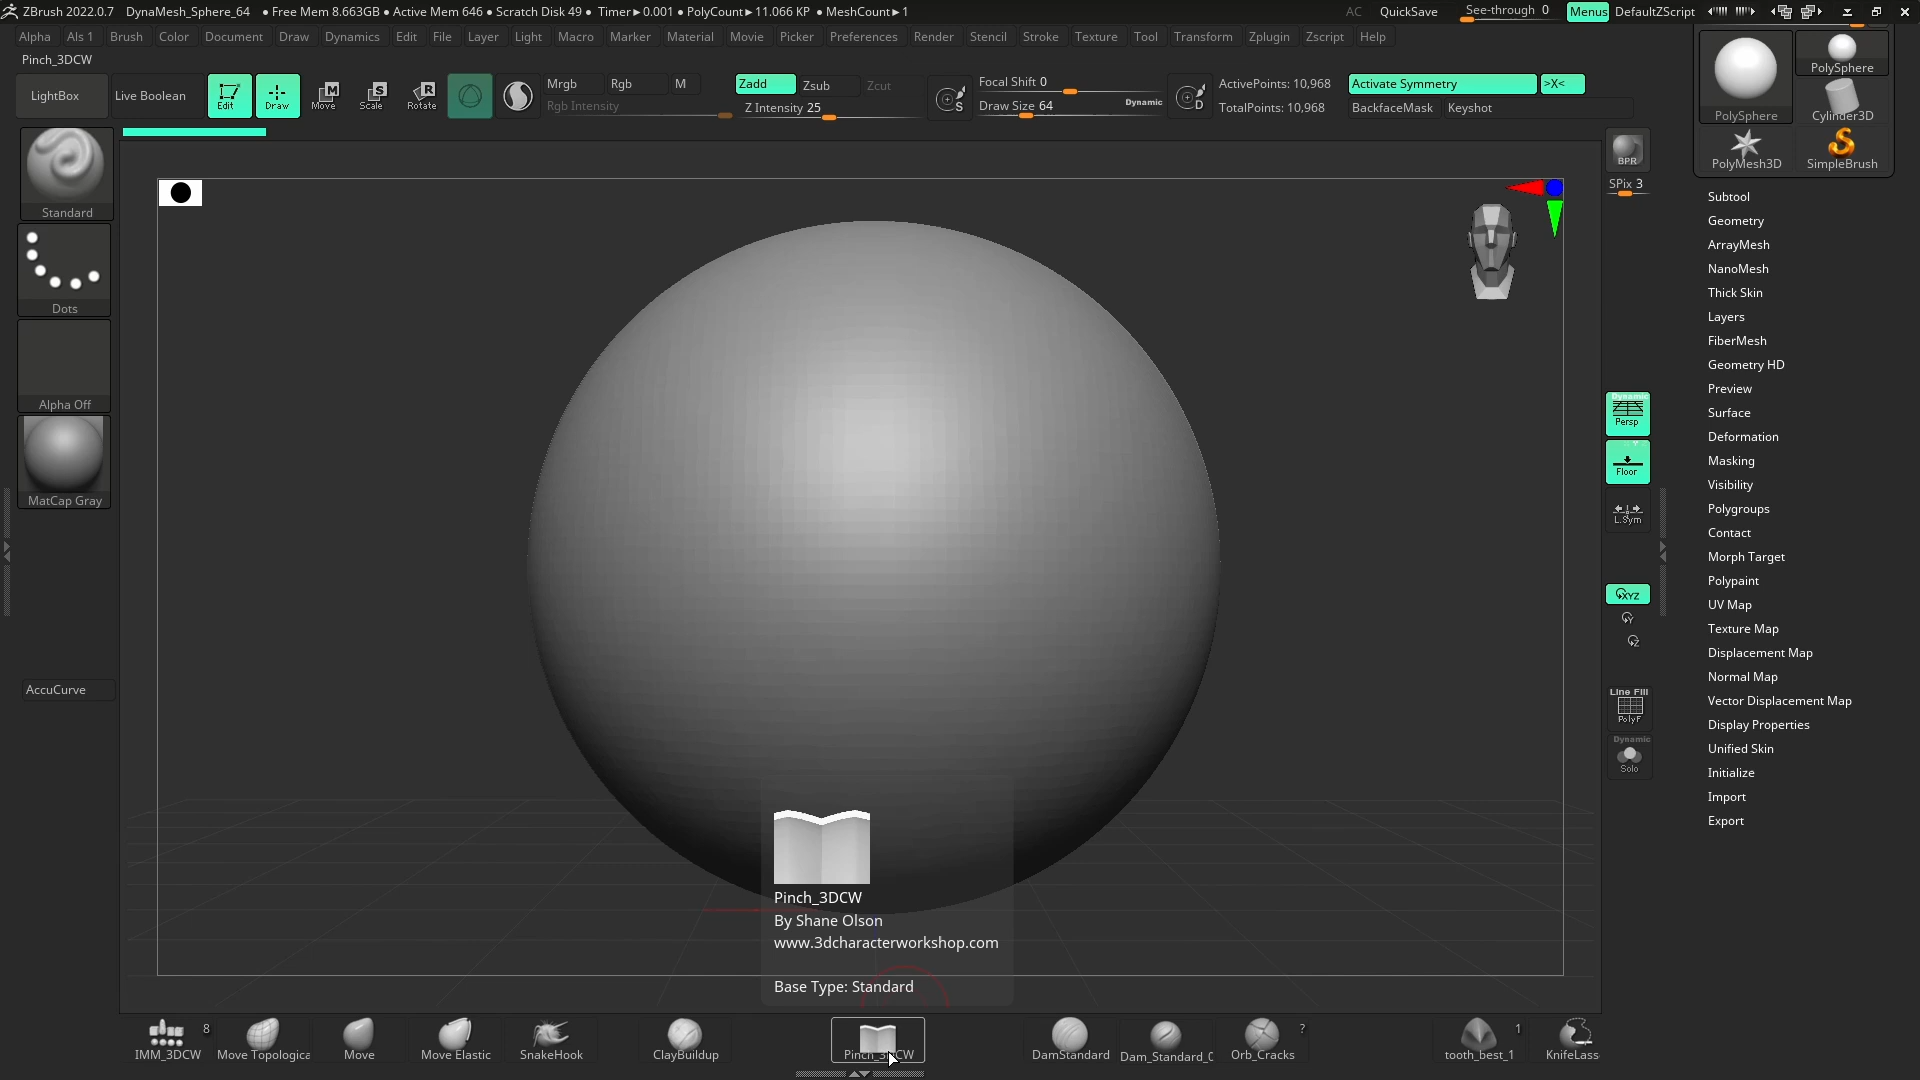 ZBrush 2022.0.7 DynaMesh_Sphere_64 • Free Mem 8.663GB • Active Mem 646 • Scratch Disk 49 • Timer►0.001 • PolyCount►11.066 KP • MeshCount►1 AC QuickSave See-through 0 Menus DefaultZScript
Alpha Als 1 Brush Color Document Draw Dynamics Edit File Layer Light Macro Marker Material Movie Picker Preferences Render Stencil Stroke Texture Tool Transform Zplugin Zscript Help
Pinch_3DCW
LightBox Live Boolean Edit Draw Move Scale Rotate
Mrgb Rgb M
Rgb Intensity
Zadd Zsub Zcut
Z Intensity 25
Focal Shift 0
Draw Size 64 Dynamic
S
D
ActivePoints: 10,968
TotalPoints: 10,968
Activate Symmetry >X<
BackfaceMask Keyshot
PolySphere
PolySphere
Cylinder3D
PolyMesh3D
SimpleBrush
Standard
Dots
Alpha Off
MatCap Gray
AccuCurve
BPR
SPix 3
Dynamic
Persp
Floor
L.Sym
XYZ
Y
Z
Line Fill
PolyF
Dynamic
Solo
Subtool
Geometry
ArrayMesh
NanoMesh
Thick Skin
Layers
FiberMesh
Geometry HD
Preview
Surface
Deformation
Masking
Visibility
Polygroups
Contact
Morph Target
Polypaint
UV Map
Texture Map
Displacement Map
Normal Map
Vector Displacement Map
Display Properties
Unified Skin
Initialize
Import
Export
Pinch_3DCW
By Shane Olson
www.3dcharacterworkshop.com
Base Type: Standard
8 ? 1
IMM_3DCW Move Topologica Move Move Elastic SnakeHook ClayBuildup Pinch_3DCW DamStandard Dam_Standard_0 Orb_Cracks tooth_best_1 KnifeLass